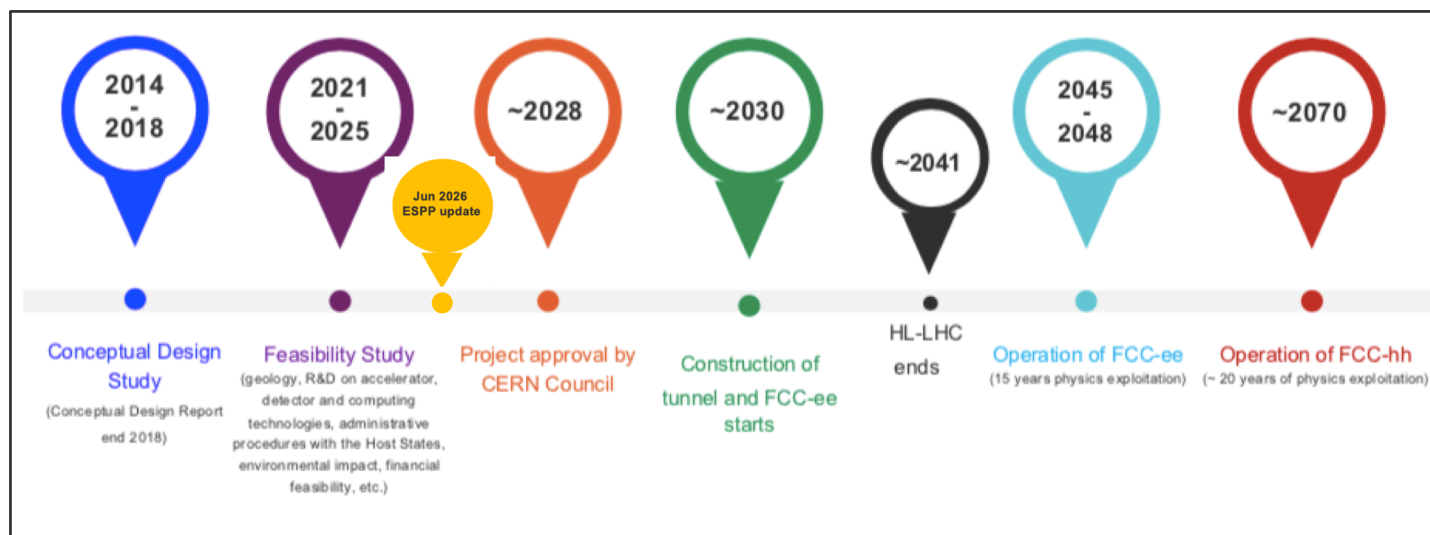 2014
-
2018
2021
-
2025
Jun 2026
ESPP update
~2028
~2030
~2041
2045
-
2048
~2070
Conceptual Design
Study
(Conceptual Design Report
end 2018)
Feasibility Study
(geology, R&D on accelerator,
detector and computing
technologies, administrative
procedures with the Host States,
environmental impact, financial
feasibility, etc.)
Project approval by
CERN Council
Construction of
tunnel and FCC-ee
starts
HL-LHC
ends
Operation of FCC-ee
(15 years physics exploitation)
Operation of FCC-hh
(~ 20 years of physics exploitation)